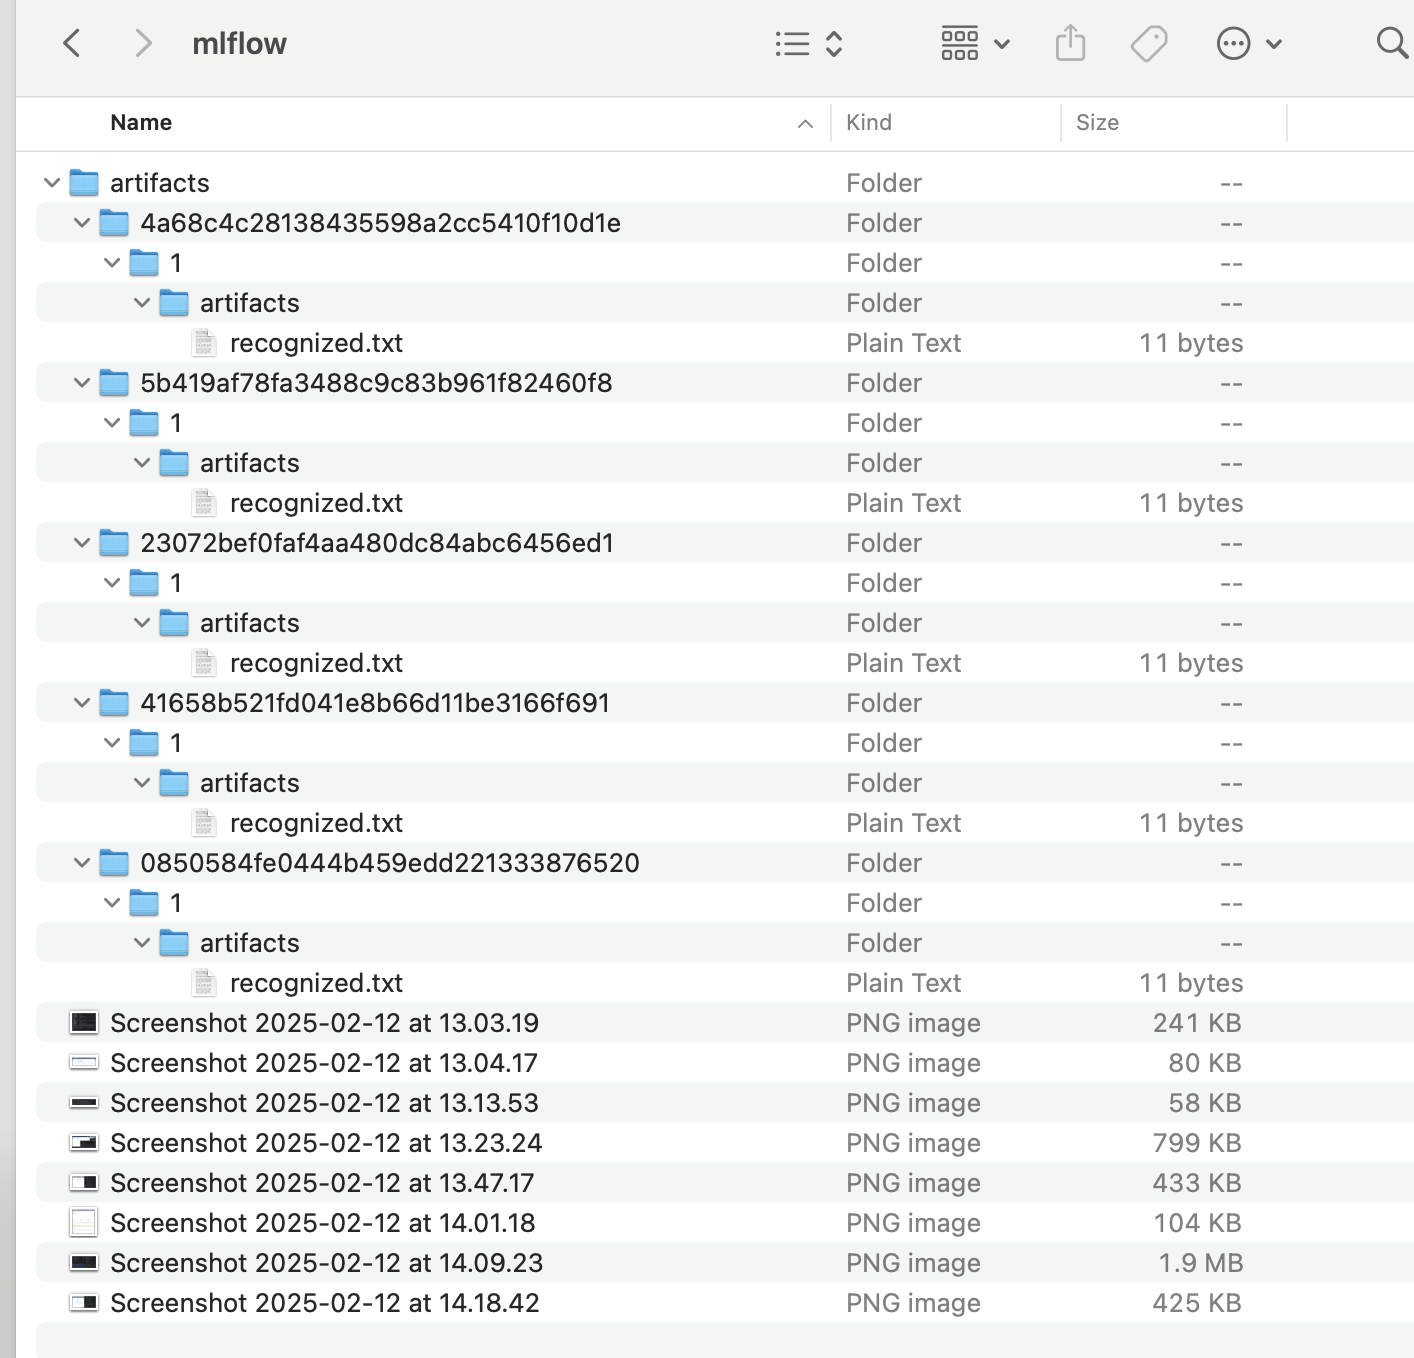 mlflow
Name Kind Size
artifacts Folder --
4a68c4c28138435598a2cc5410f10d1e Folder --
1 Folder --
artifacts Folder --
recognized.txt Plain Text 11 bytes
5b419af78fa3488c9c83b961f82460f8 Folder --
1 Folder --
artifacts Folder --
recognized.txt Plain Text 11 bytes
23072bef0faf4aa480dc84abc6456ed1 Folder --
1 Folder --
artifacts Folder --
recognized.txt Plain Text 11 bytes
41658b521fd041e8b66d11be3166f691 Folder --
1 Folder --
artifacts Folder --
recognized.txt Plain Text 11 bytes
0850584fe0444b459edd221333876520 Folder --
1 Folder --
artifacts Folder --
recognized.txt Plain Text 11 bytes
Screenshot 2025-02-12 at 13.03.19 PNG image 241 KB
Screenshot 2025-02-12 at 13.04.17 PNG image 80 KB
Screenshot 2025-02-12 at 13.13.53 PNG image 58 KB
Screenshot 2025-02-12 at 13.23.24 PNG image 799 KB
Screenshot 2025-02-12 at 13.47.17 PNG image 433 KB
Screenshot 2025-02-12 at 14.01.18 PNG image 104 KB
Screenshot 2025-02-12 at 14.09.23 PNG image 1.9 MB
Screenshot 2025-02-12 at 14.18.42 PNG image 425 KB